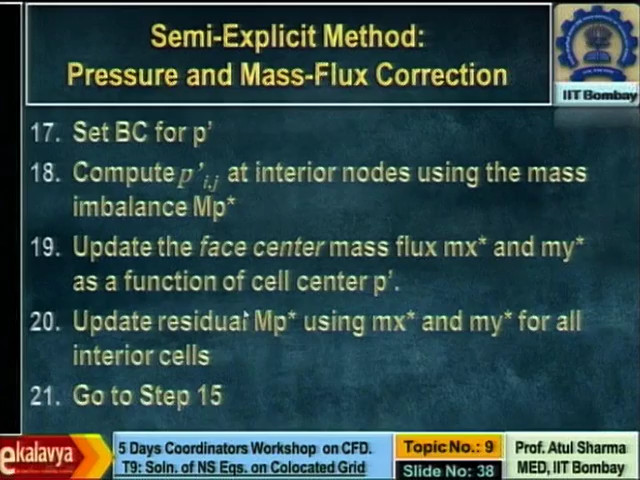 Semi-Explicit Method:
Pressure and Mass-Flux Correction
IIT Bombay
17. Set BC for p'
18. Compute p'i,j at interior nodes using the mass
imbalance Mp*
19. Update the face center mass flux mx* and my*
as a function of cell center p'.
20. Update residual Mp* using mx* and my* for all
interior cells
21. Go to Step 15
ekalavya
5 Days Coordinators Workshop on CFD.
T9: Soln. of NS Eqs. on Colocated Grid
Topic No.: 9
Slide No: 38
Prof. Atul Sharma
MED, IIT Bombay